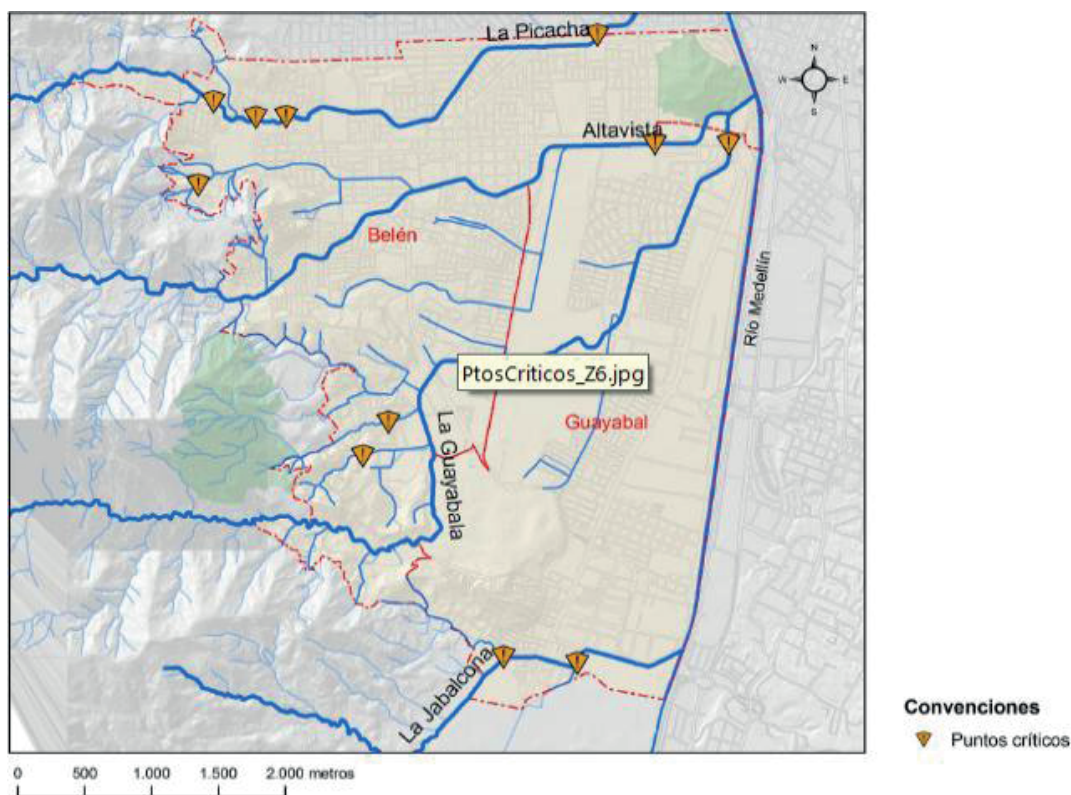 La Picacha
N
W E
S
Altavista
Belén
Río Medellín
PtosCriticos_Z6.jpg
Guayabal
La Guayabala
La Jabalcona
Convenciones
Puntos críticos
0 500 1.000 1.500 2.000 metros